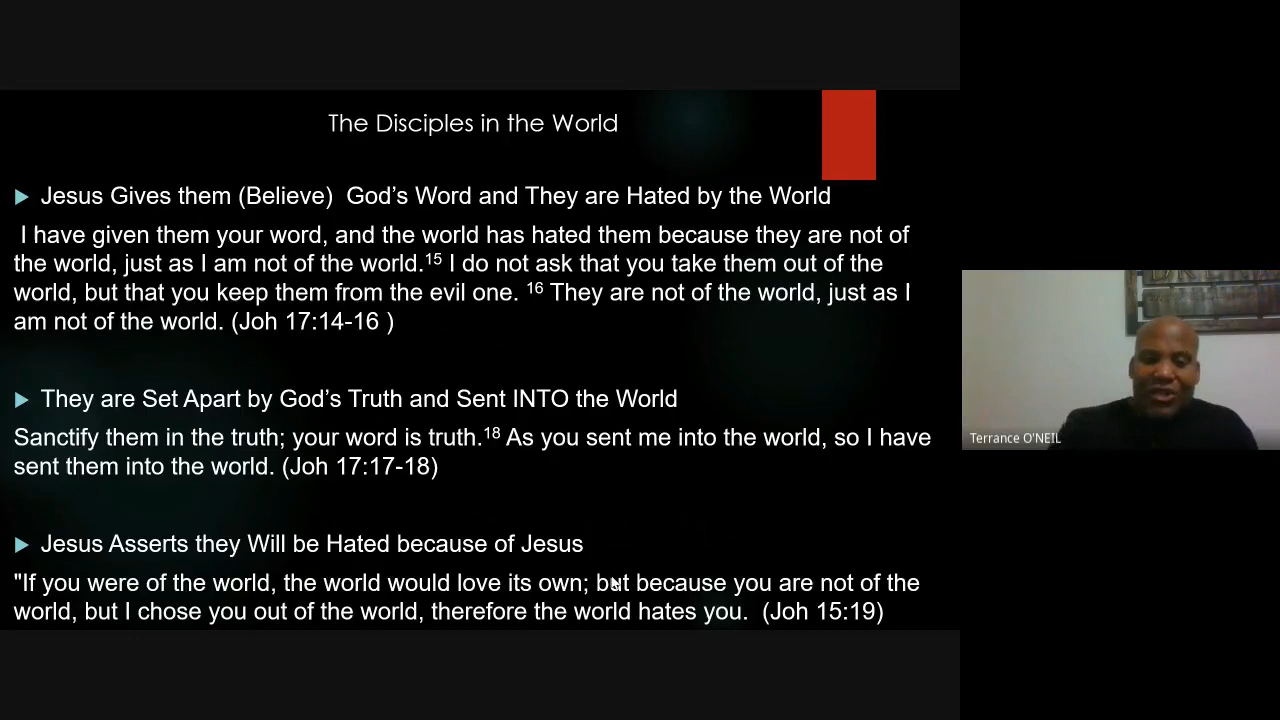 The Disciples in the World
Jesus Gives them (Believe) God's Word and They are Hated by the World
I have given them your word, and the world has hated them because they are not of
the world, just as I am not of the world.15 I do not ask that you take them out of the
world, but that you keep them from the evil one. 16 They are not of the world, just as I
am not of the world. (Joh 17:14-16 )
They are Set Apart by God's Truth and Sent INTO the World
Sanctify them in the truth; your word is truth.18 As you sent me into the world, so I have
sent them into the world. (Joh 17:17-18)
Jesus Asserts they Will be Hated because of Jesus
"If you were of the world, the world would love its own; but because you are not of the
world, but I chose you out of the world, therefore the world hates you. (Joh 15:19)
Terrance O'NEIL